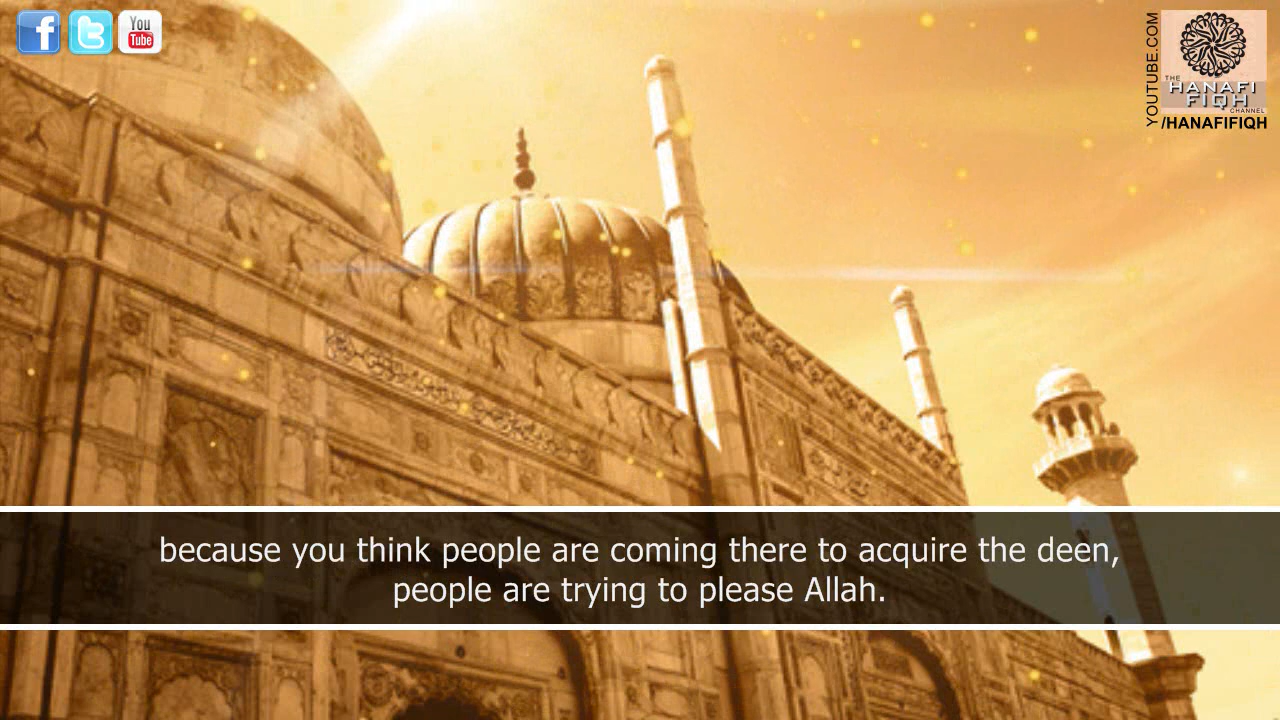 f
t
You
Tube
YOUTUBE.COM
THE
HANAFI
FIQH
CHANNEL
/HANAFIFIQH
because you think people are coming there to acquire the deen,
people are trying to please Allah.